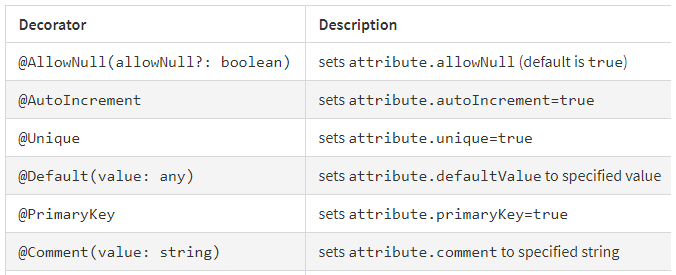 Decorator Description
@AllowNull(allowNull?: boolean) sets attribute.allowNull (default is true)
@AutoIncrement sets attribute.autoIncrement=true
@Unique sets attribute.unique=true
@Default(value: any) sets attribute.defaultValue to specified value
@PrimaryKey sets attribute.primaryKey=true
@Comment(value: string) sets attribute.comment to specified string